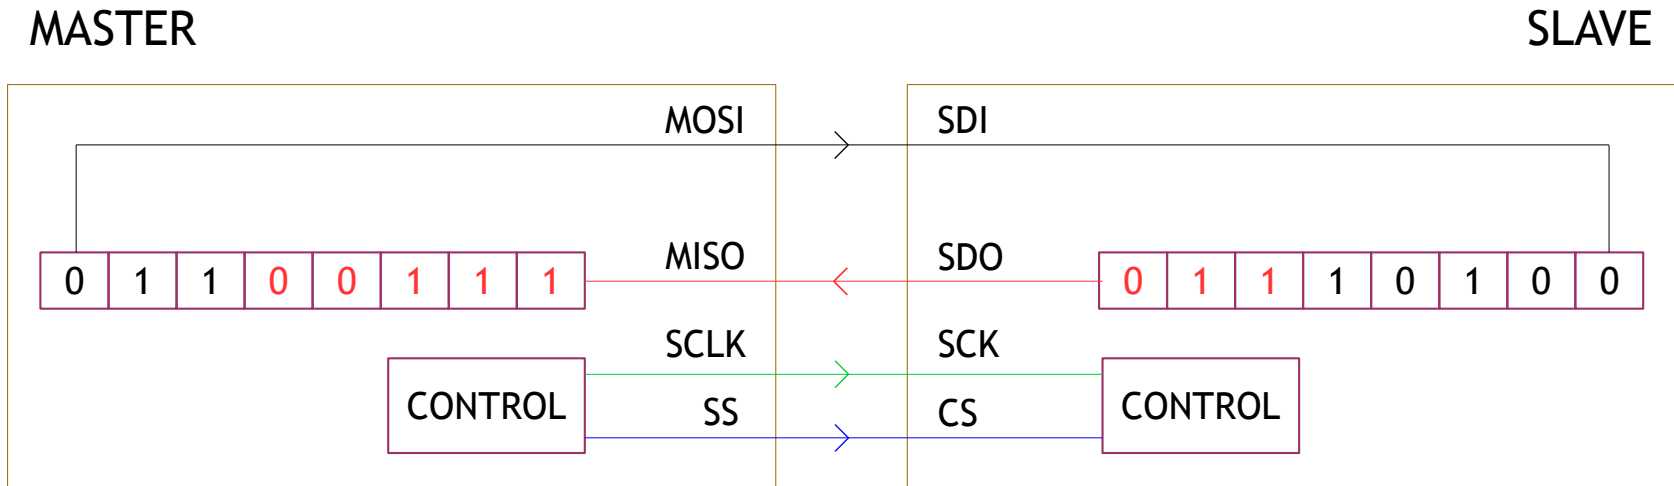 MASTER SLAVE
MOSI SDI
MISO SDO
0 1 1 0 0 1 1 1 0 1 1 1 0 1 0 0
SCLK SCK
CONTROL CONTROL
SS CS